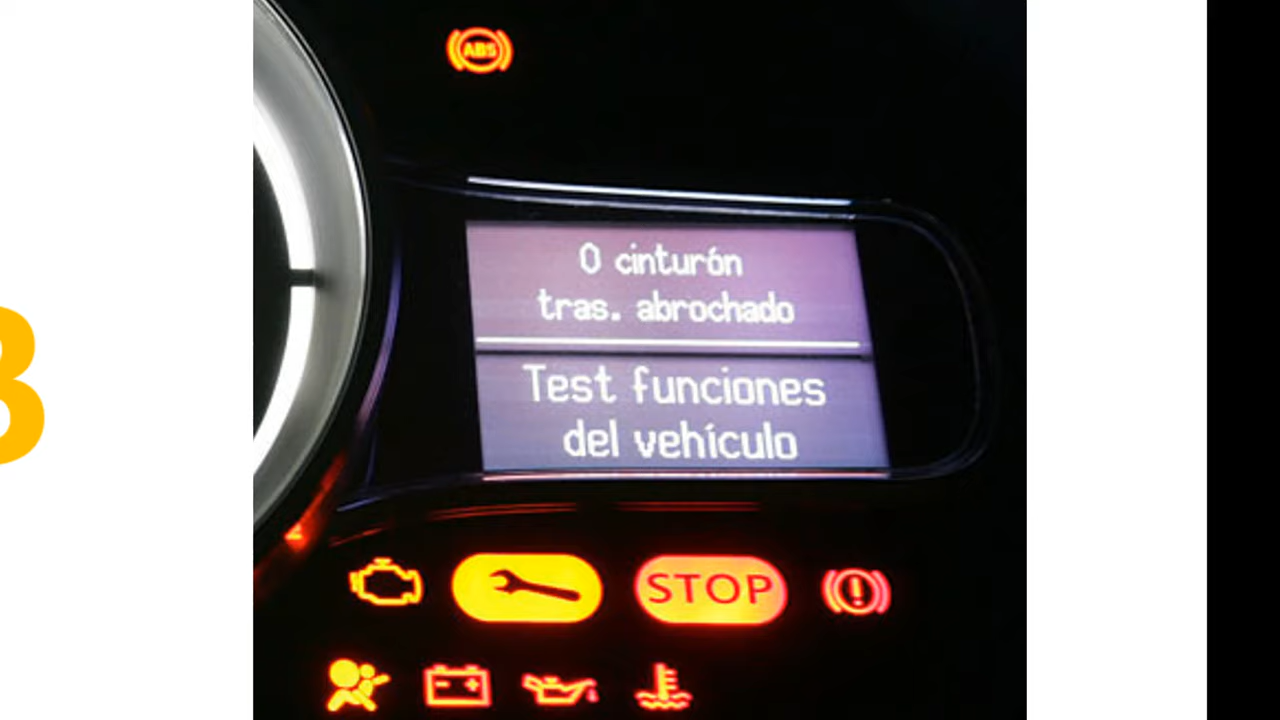 ABS
0 cinturón
tras. abrochado
Test funciones
del vehículo
STOP